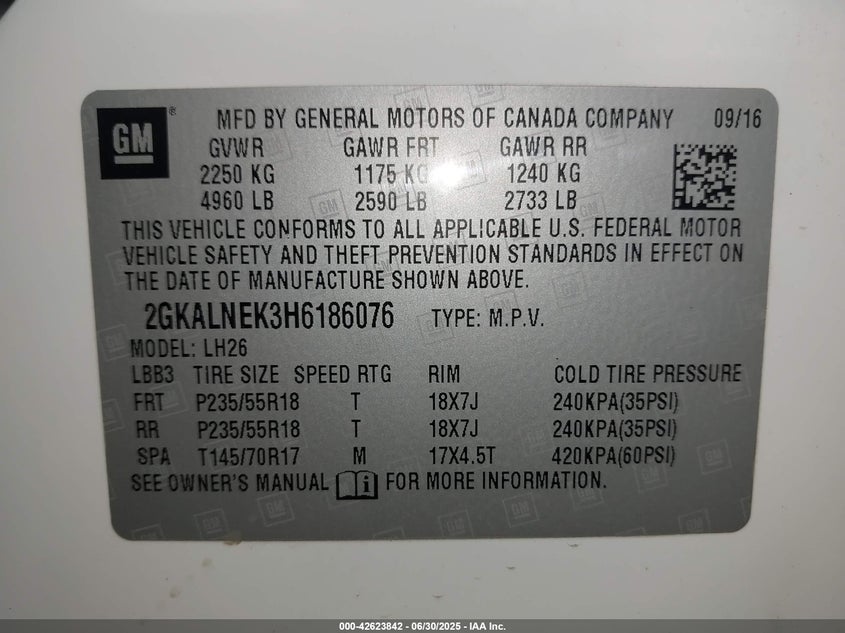 GM ® MFD BY GENERAL MOTORS OF CANADA COMPANY 09/16
GVWR GAWR FRT GAWR RR
2250 KG 1175 KG 1240 KG
4960 LB 2590 LB 2733 LB
THIS VEHICLE CONFORMS TO ALL APPLICABLE U.S. FEDERAL MOTOR
VEHICLE SAFETY AND THEFT PREVENTION STANDARDS IN EFFECT ON
THE DATE OF MANUFACTURE SHOWN ABOVE.
2GKALNEK3H6186076 TYPE: M.P.V.
MODEL: LH26
LBB3 TIRE SIZE SPEED RTG RIM COLD TIRE PRESSURE
FRT P235/55R18 T 18X7J 240KPA(35PSI)
RR P235/55R18 T 18X7J 240KPA(35PSI)
SPA T145/70R17 M 17X4.5T 420KPA(60PSI)
SEE OWNER'S MANUAL i FOR MORE INFORMATION.
000-42623842 - 06/30/2025 - IAA Inc.